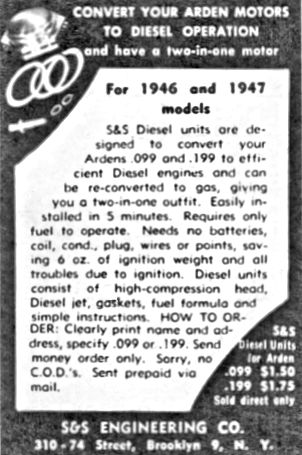 CONVERT YOUR ARDEN MOTORS
TO DIESEL OPERATION
and have a two-in-one motor
For 1946 and 1947
models
S&S Diesel units are de-
signed to convert your
Ardens .099 and .199 to effi-
cient Diesel engines and can
be re-converted to gas, giving
you a two-in-one outfit. Easily in-
stalled in 5 minutes. Requires only
fuel to operate. Needs no batteries,
coil, cond., plug, wires or points, sav-
ing 6 oz. of ignition weight and all
troubles due to ignition. Diesel units
consist of high-compression head,
Diesel jet, gaskets, fuel formula and
simple instructions. HOW TO OR-
DER: Clearly print name and ad-
dress, specify .099 or .199. Send
money order only. Sorry, no
C.O.D.'s. Sent prepaid via
mail.
S&S
Diesel Units
for Arden
.099 $1.50
.199 $1.75
Sold direct only
S&S ENGINEERING CO.
310-74 Street, Brooklyn 9, N. Y.